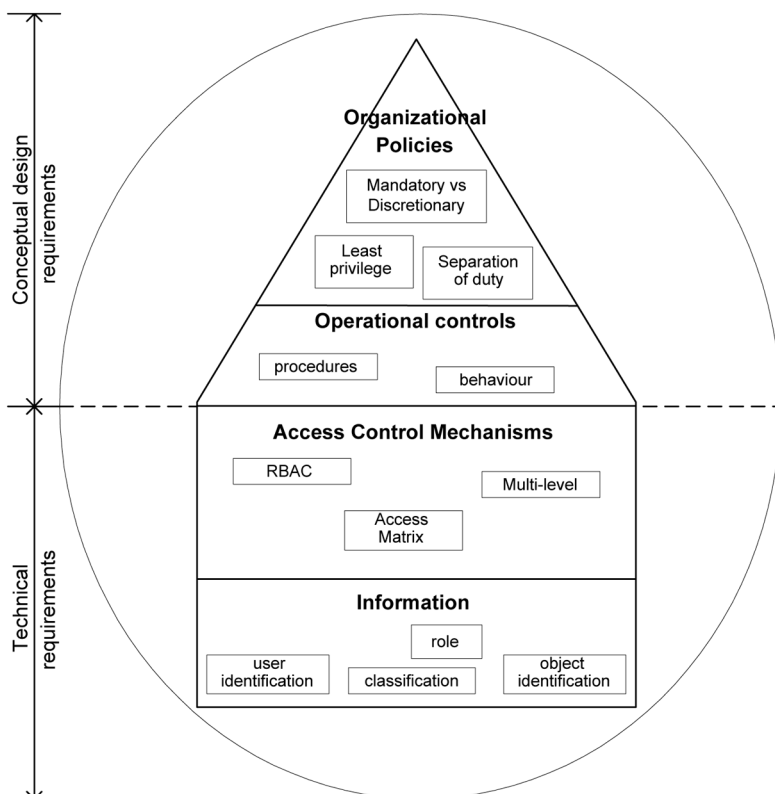 Conceptual design
requirements
Organizational
Policies
Mandatory vs
Discretionary
Least
privilege
Separation
of duty
Operational controls
procedures
behaviour
Technical
requirements
Access Control Mechanisms
RBAC
Multi-level
Access
Matrix
Information
role
user
identification
classification
object
identification